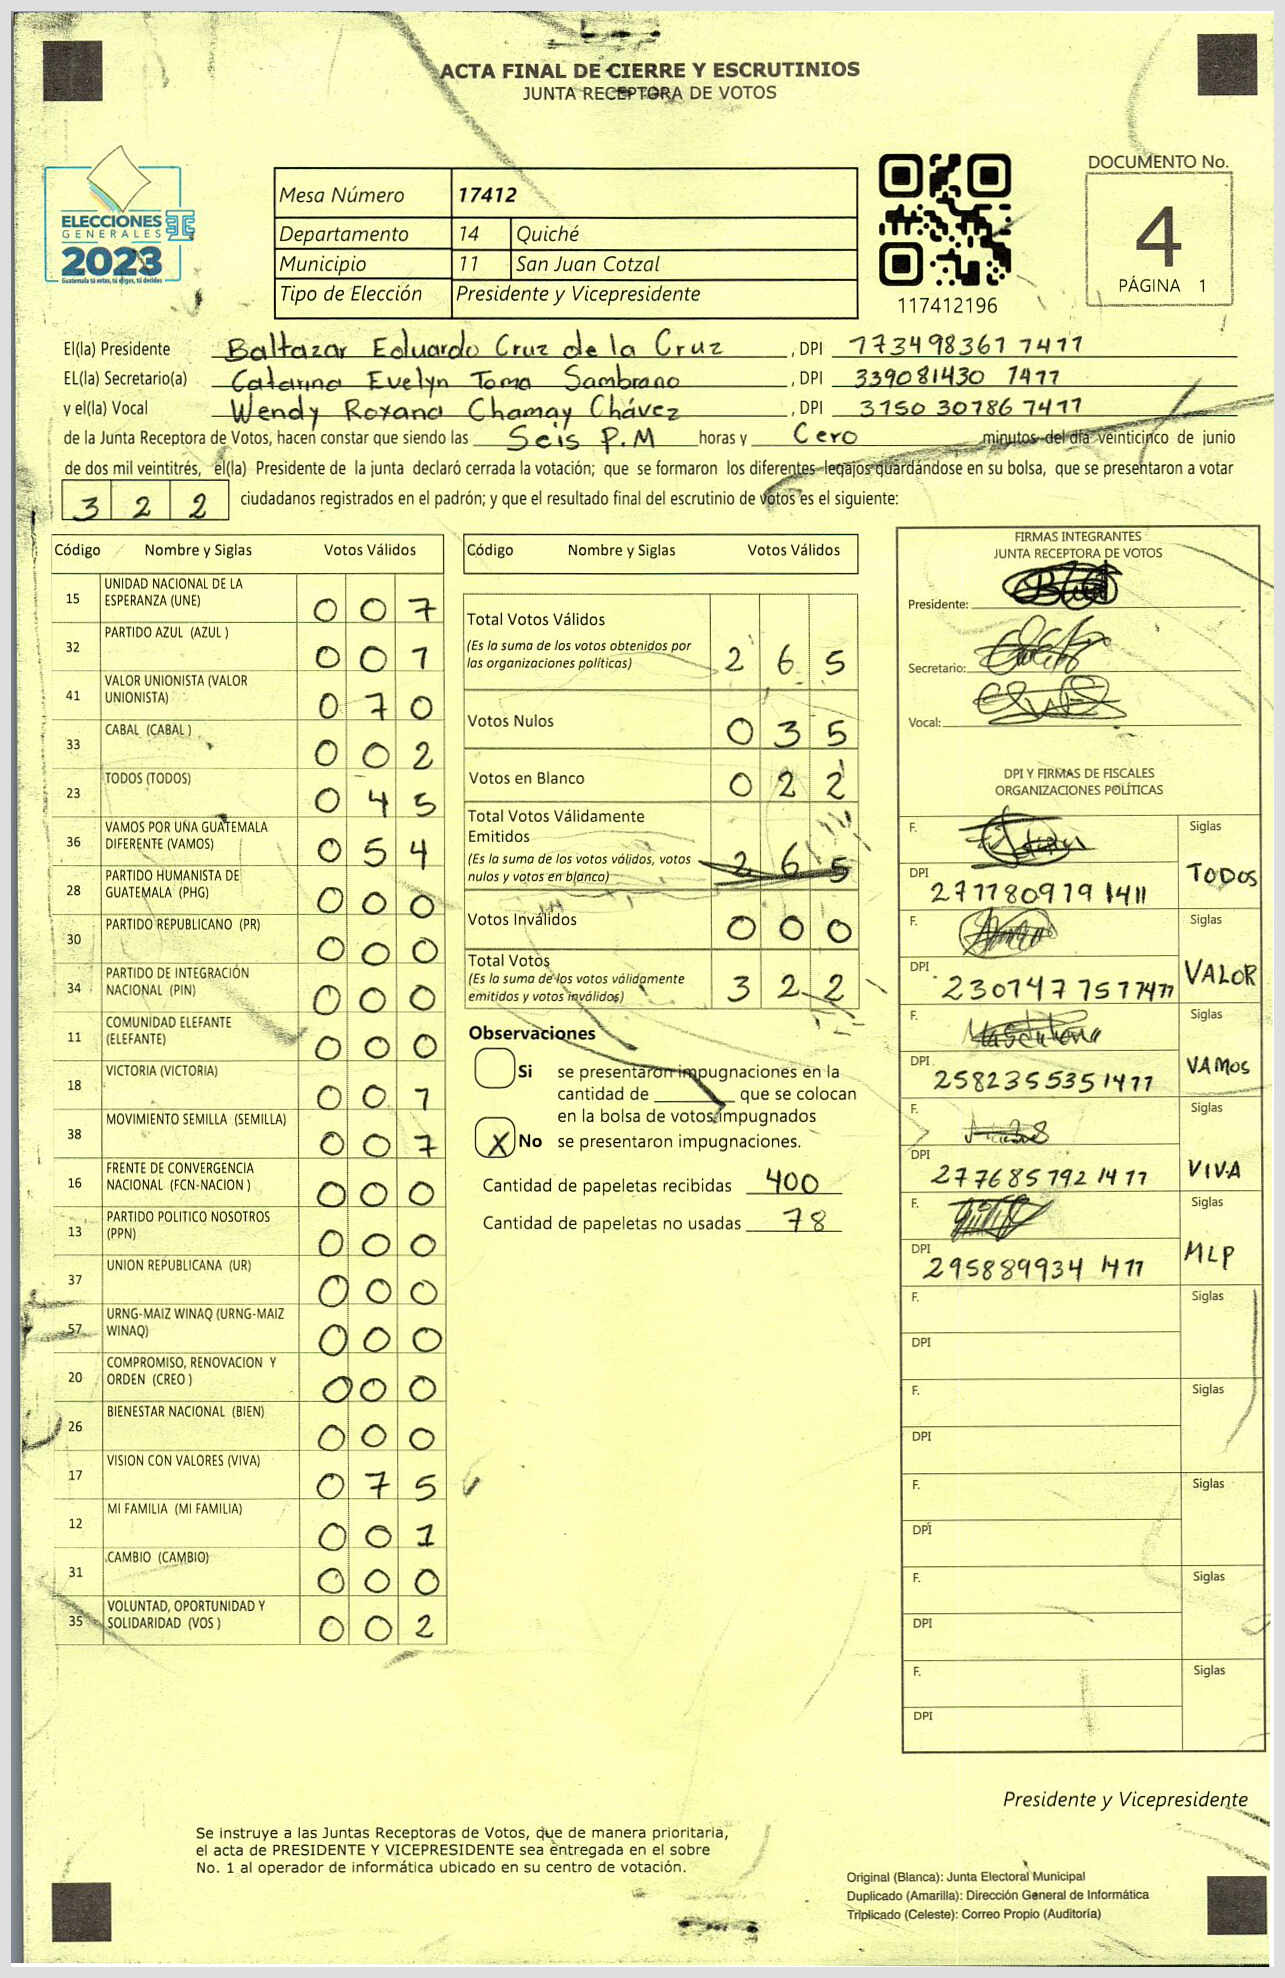 ACTA FINAL DE CIERRE Y ESCRUTINIOS
JUNTA RECEPTORA DE VOTOS
ELECCIONES
GENERALES
2023
Guatemala tú votas, tú eliges, tú decides
Mesa Número 17412
Departamento 14 Quiché
Municipio 11 San Juan Cotzal
Tipo de Elección Presidente y Vicepresidente
117412196
DOCUMENTO No.
4
PÁGINA 1
El(la) Presidente Baltazar Eduardo Cruz de la Cruz , DPI
EL(la) Secretario(a) Catarina Evelyn Toma Sambrano , DPI
y el(la) Vocal Wendy Roxana Chamay Chávez , DPI
de la Junta Receptora de Votos, hacen constar que siendo las Seis P.M horas y Cero minutos del día veinticinco de junio
de dos mil veintitrés, el(la) Presidente de la junta declaró cerrada la votación; que se formaron los diferentes legajos guardándose en su bolsa, que se presentaron a votar
3 2 2 ciudadanos registrados en el padrón; y que el resultado final del escrutinio de votos es el siguiente:
Código Nombre y Siglas Votos Válidos
15 UNIDAD NACIONAL DE LA
ESPERANZA (UNE) 0 0 7
32 PARTIDO AZUL (AZUL ) 0 0 1
41 VALOR UNIONISTA (VALOR
UNIONISTA) 0 7 0
33 CABAL (CABAL ) 0 0 2
23 TODOS (TODOS) 0 4 5
36 VAMOS POR UNA GUATEMALA
DIFERENTE (VAMOS) 0 5 4
28 PARTIDO HUMANISTA DE
GUATEMALA (PHG) 0 0 0
30 PARTIDO REPUBLICANO (PR) 0 0 0
34 PARTIDO DE INTEGRACIÓN
NACIONAL (PIN) 0 0 0
11 COMUNIDAD ELEFANTE
(ELEFANTE) 0 0 0
18 VICTORIA (VICTORIA) 0 0 1
38 MOVIMIENTO SEMILLA (SEMILLA) 0 0 7
16 FRENTE DE CONVERGENCIA
NACIONAL (FCN-NACION ) 0 0 0
13 PARTIDO POLITICO NOSOTROS
(PPN) 0 0 0
37 UNION REPUBLICANA (UR) 0 0 0
57 URNG-MAIZ WINAQ (URNG-MAIZ
WINAQ) 0 0 0
20 COMPROMISO, RENOVACION Y
ORDEN (CREO ) 0 0 0
26 BIENESTAR NACIONAL (BIEN) 0 0 0
17 VISION CON VALORES (VIVA) 0 7 5
12 MI FAMILIA (MI FAMILIA) 0 0 1
31 CAMBIO (CAMBIO) 0 0 0
35 VOLUNTAD, OPORTUNIDAD Y
SOLIDARIDAD (VOS ) 0 0 2
Código Nombre y Siglas Votos Válidos
Total Votos Válidos
(Es la suma de los votos obtenidos por
las organizaciones políticas) 2 6 5
Votos Nulos 0 3 5
Votos en Blanco 0 2 2
Total Votos Válidamente
Emitidos
(Es la suma de los votos válidos, votos
nulos y votos en blanco) 2 6 5
Votos Inválidos 0 0 0
Total Votos
(Es la suma de los votos válidamente
emitidos y votos inválidos) 3 2 2
Observaciones
Si se presentaron impugnaciones en la
cantidad de que se colocan
en la bolsa de votos impugnados
X No se presentaron impugnaciones.
Cantidad de papeletas recibidas 400
Cantidad de papeletas no usadas 78
FIRMAS INTEGRANTES
JUNTA RECEPTORA DE VOTOS
Presidente:
Secretario:
Vocal:
DPI Y FIRMAS DE FISCALES
ORGANIZACIONES POLÍTICAS
F. Siglas
DPI TODOS
F. Siglas
DPI VALOR
F. Siglas
DPI VAMOS
F. Siglas
DPI VIVA
F. Siglas
DPI MLP
F. Siglas
DPI
F. Siglas
DPI
F. Siglas
DPI
F. Siglas
DPI
F. Siglas
DPI
Presidente y Vicepresidente
Se instruye a las Juntas Receptoras de Votos, que de manera prioritaria,
el acta de PRESIDENTE Y VICEPRESIDENTE sea entregada en el sobre
No. 1 al operador de informática ubicado en su centro de votación.
Original (Blanca): Junta Electoral Municipal
Duplicado (Amarilla): Dirección General de Informática
Triplicado (Celeste): Correo Propio (Auditoría)